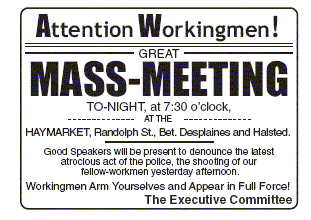 Attention Workingmen!
GREAT
MASS-MEETING
TO-NIGHT, at 7:30 o'clock,
AT THE
HAYMARKET, Randolph St., Bet. Desplaines and Halsted.
Good Speakers will be present to denounce the latest
atrocious act of the police, the shooting of our
fellow-workmen yesterday afternoon.
Workingmen Arm Yourselves and Appear in Full Force!
The Executive Committee